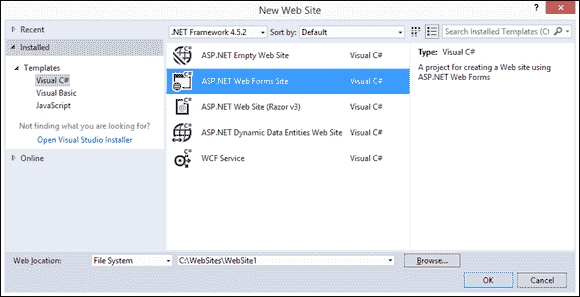 New Web Site
? ×
Recent
.NET Framework 4.5.2
Sort by: Default
Search Installed Templates (Ct
Installed
Templates
Visual C#
Visual Basic
JavaScript
Not finding what you are looking for?
Open Visual Studio Installer
Online
ASP.NET Empty Web Site Visual C#
ASP.NET Web Forms Site Visual C#
ASP.NET Web Site (Razor v3) Visual C#
ASP.NET Dynamic Data Entities Web Site Visual C#
WCF Service Visual C#
Type: Visual C#
A project for creating a Web site using
ASP.NET Web Forms
Web location: File System C:\WebSites\WebSite1 Browse...
OK Cancel